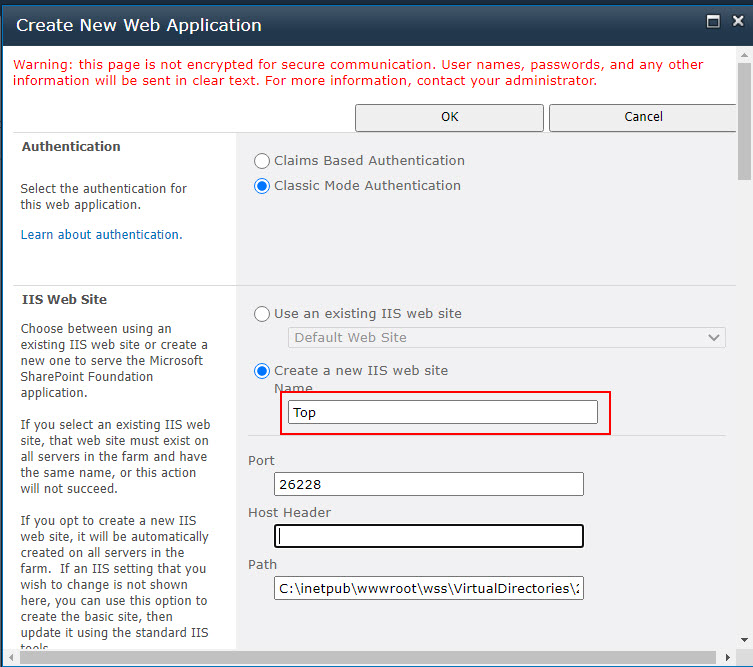 Create New Web Application
Warning: this page is not encrypted for secure communication. User names, passwords, and any other
information will be sent in clear text. For more information, contact your administrator.
OK
Cancel
Authentication
Select the authentication for
this web application.
Learn about authentication.
Claims Based Authentication
Classic Mode Authentication
IIS Web Site
Choose between using an
existing IIS web site or create a
new one to serve the Microsoft
SharePoint Foundation
application.
If you select an existing IIS web
site, that web site must exist on
all servers in the farm and have
the same name, or this action
will not succeed.
If you opt to create a new IIS
web site, it will be automatically
created on all servers in the
farm.  If an IIS setting that you
wish to change is not shown
here, you can use this option to
create the basic site, then
update it using the standard IIS
tools.
Use an existing IIS web site
Default Web Site
Create a new IIS web site
Name
Top
Port
26228
Host Header
Path
C:\inetpub\wwwroot\wss\VirtualDirectories\2